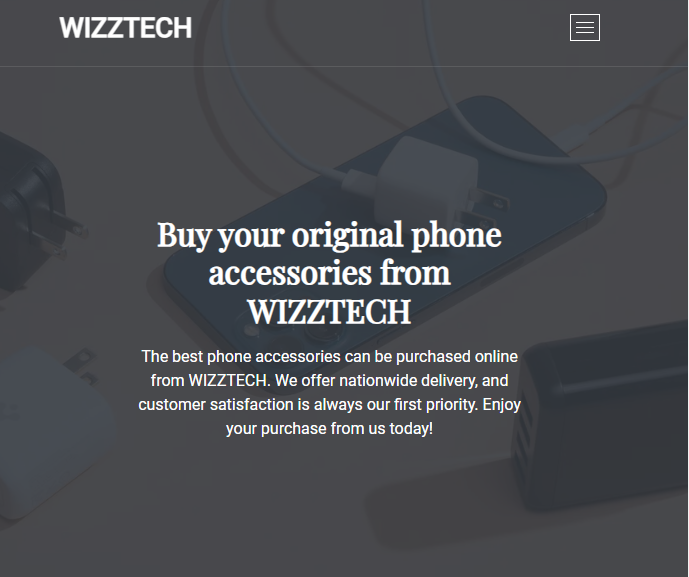 WIZZTECH
Buy your original phone
accessories from
WIZZTECH
The best phone accessories can be purchased online
from WIZZTECH. We offer nationwide delivery, and
customer satisfaction is always our first priority. Enjoy
your purchase from us today!